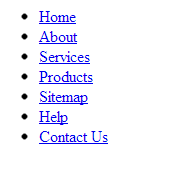 Home
About
Services
Products
Sitemap
Help
Contact Us